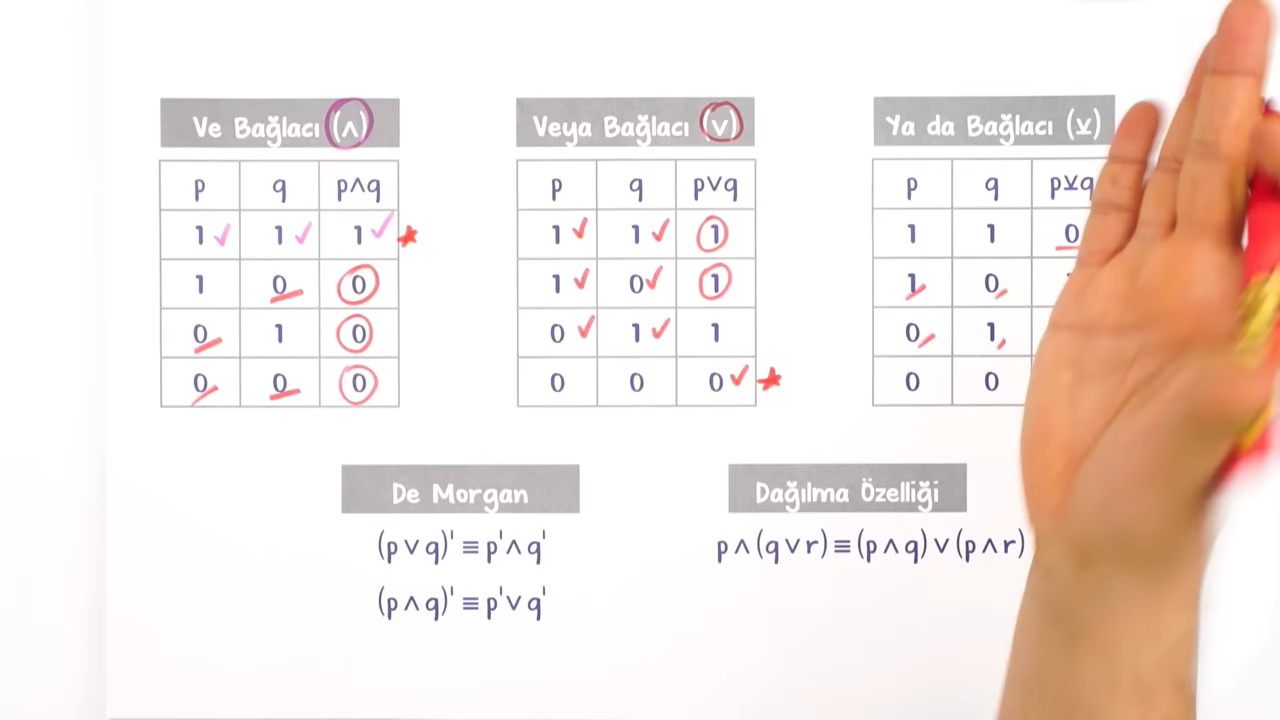 Ve Bağlacı (∧)
p q p∧q
1 1 1
1 0 0
0 1 0
0 0 0
Veya Bağlacı (∨)
p q p∨q
1 1 1
1 0 1
0 1 1
0 0 0
Ya da Bağlacı (⊻)
p q p⊻q
1 1 0
1 0
0 1
0 0
De Morgan
(p ∨ q)' ≡ p' ∧ q'
(p ∧ q)' ≡ p' ∨ q'
Dağılma Özelliği
p ∧ (q ∨ r) ≡ (p ∧ q) ∨ (p ∧ r)